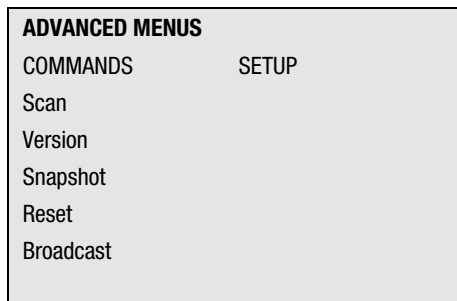 ADVANCED MENUS
COMMANDS SETUP
Scan
Version
Snapshot
Reset
Broadcast